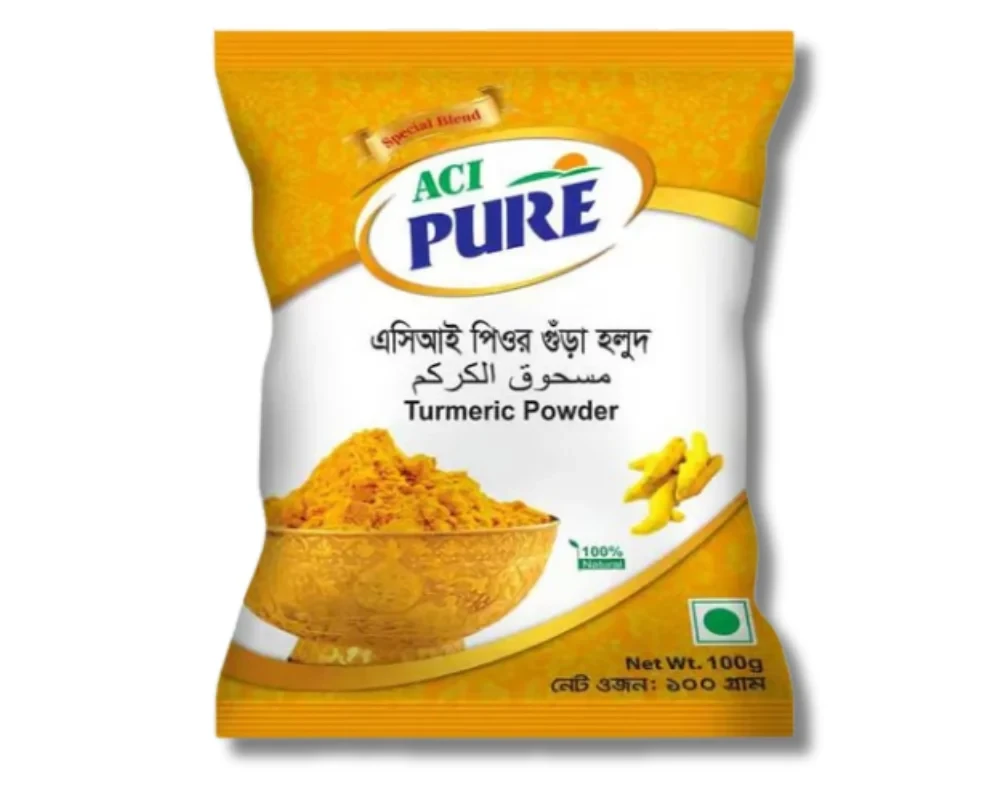 Special Blend
ACI
PURE
এসিআই পিওর গুঁড়া হলুদ
مسحوق الكركم
Turmeric Powder
100%
Natural
Net Wt. 100g
নেট ওজন: ১০০ গ্রাম